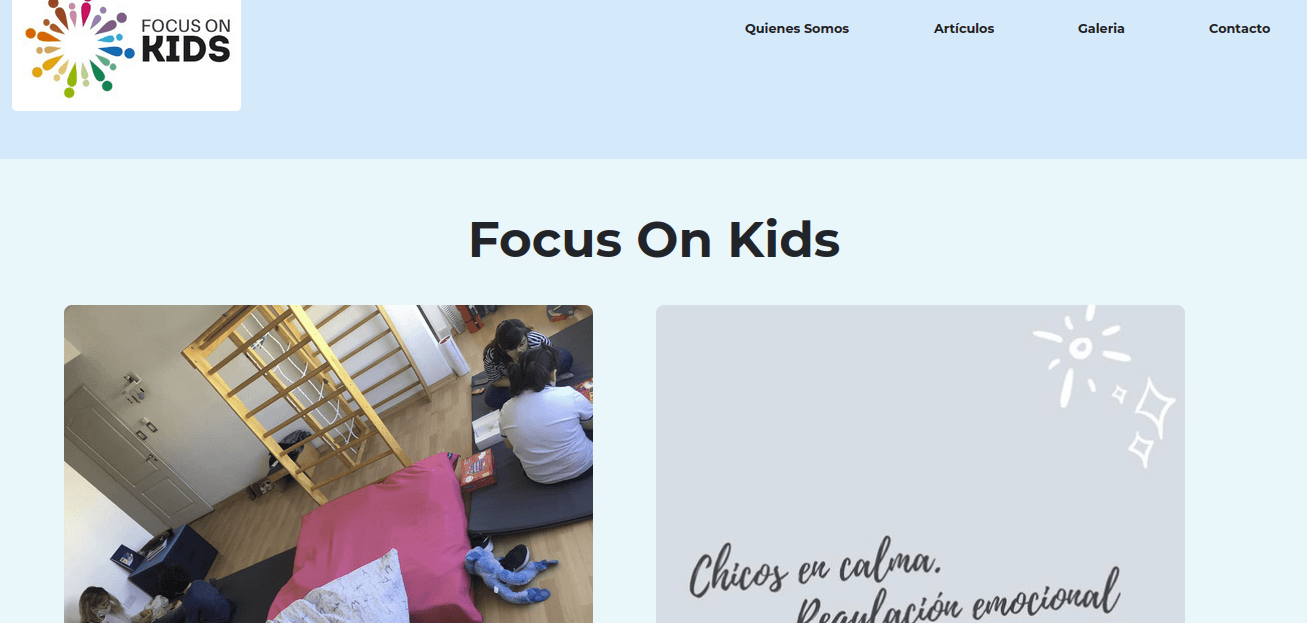 FOCUS ON
KIDS
Quienes Somos
Artículos
Galeria
Contacto
Focus On Kids
Chicos en calma.
Regulación emocional